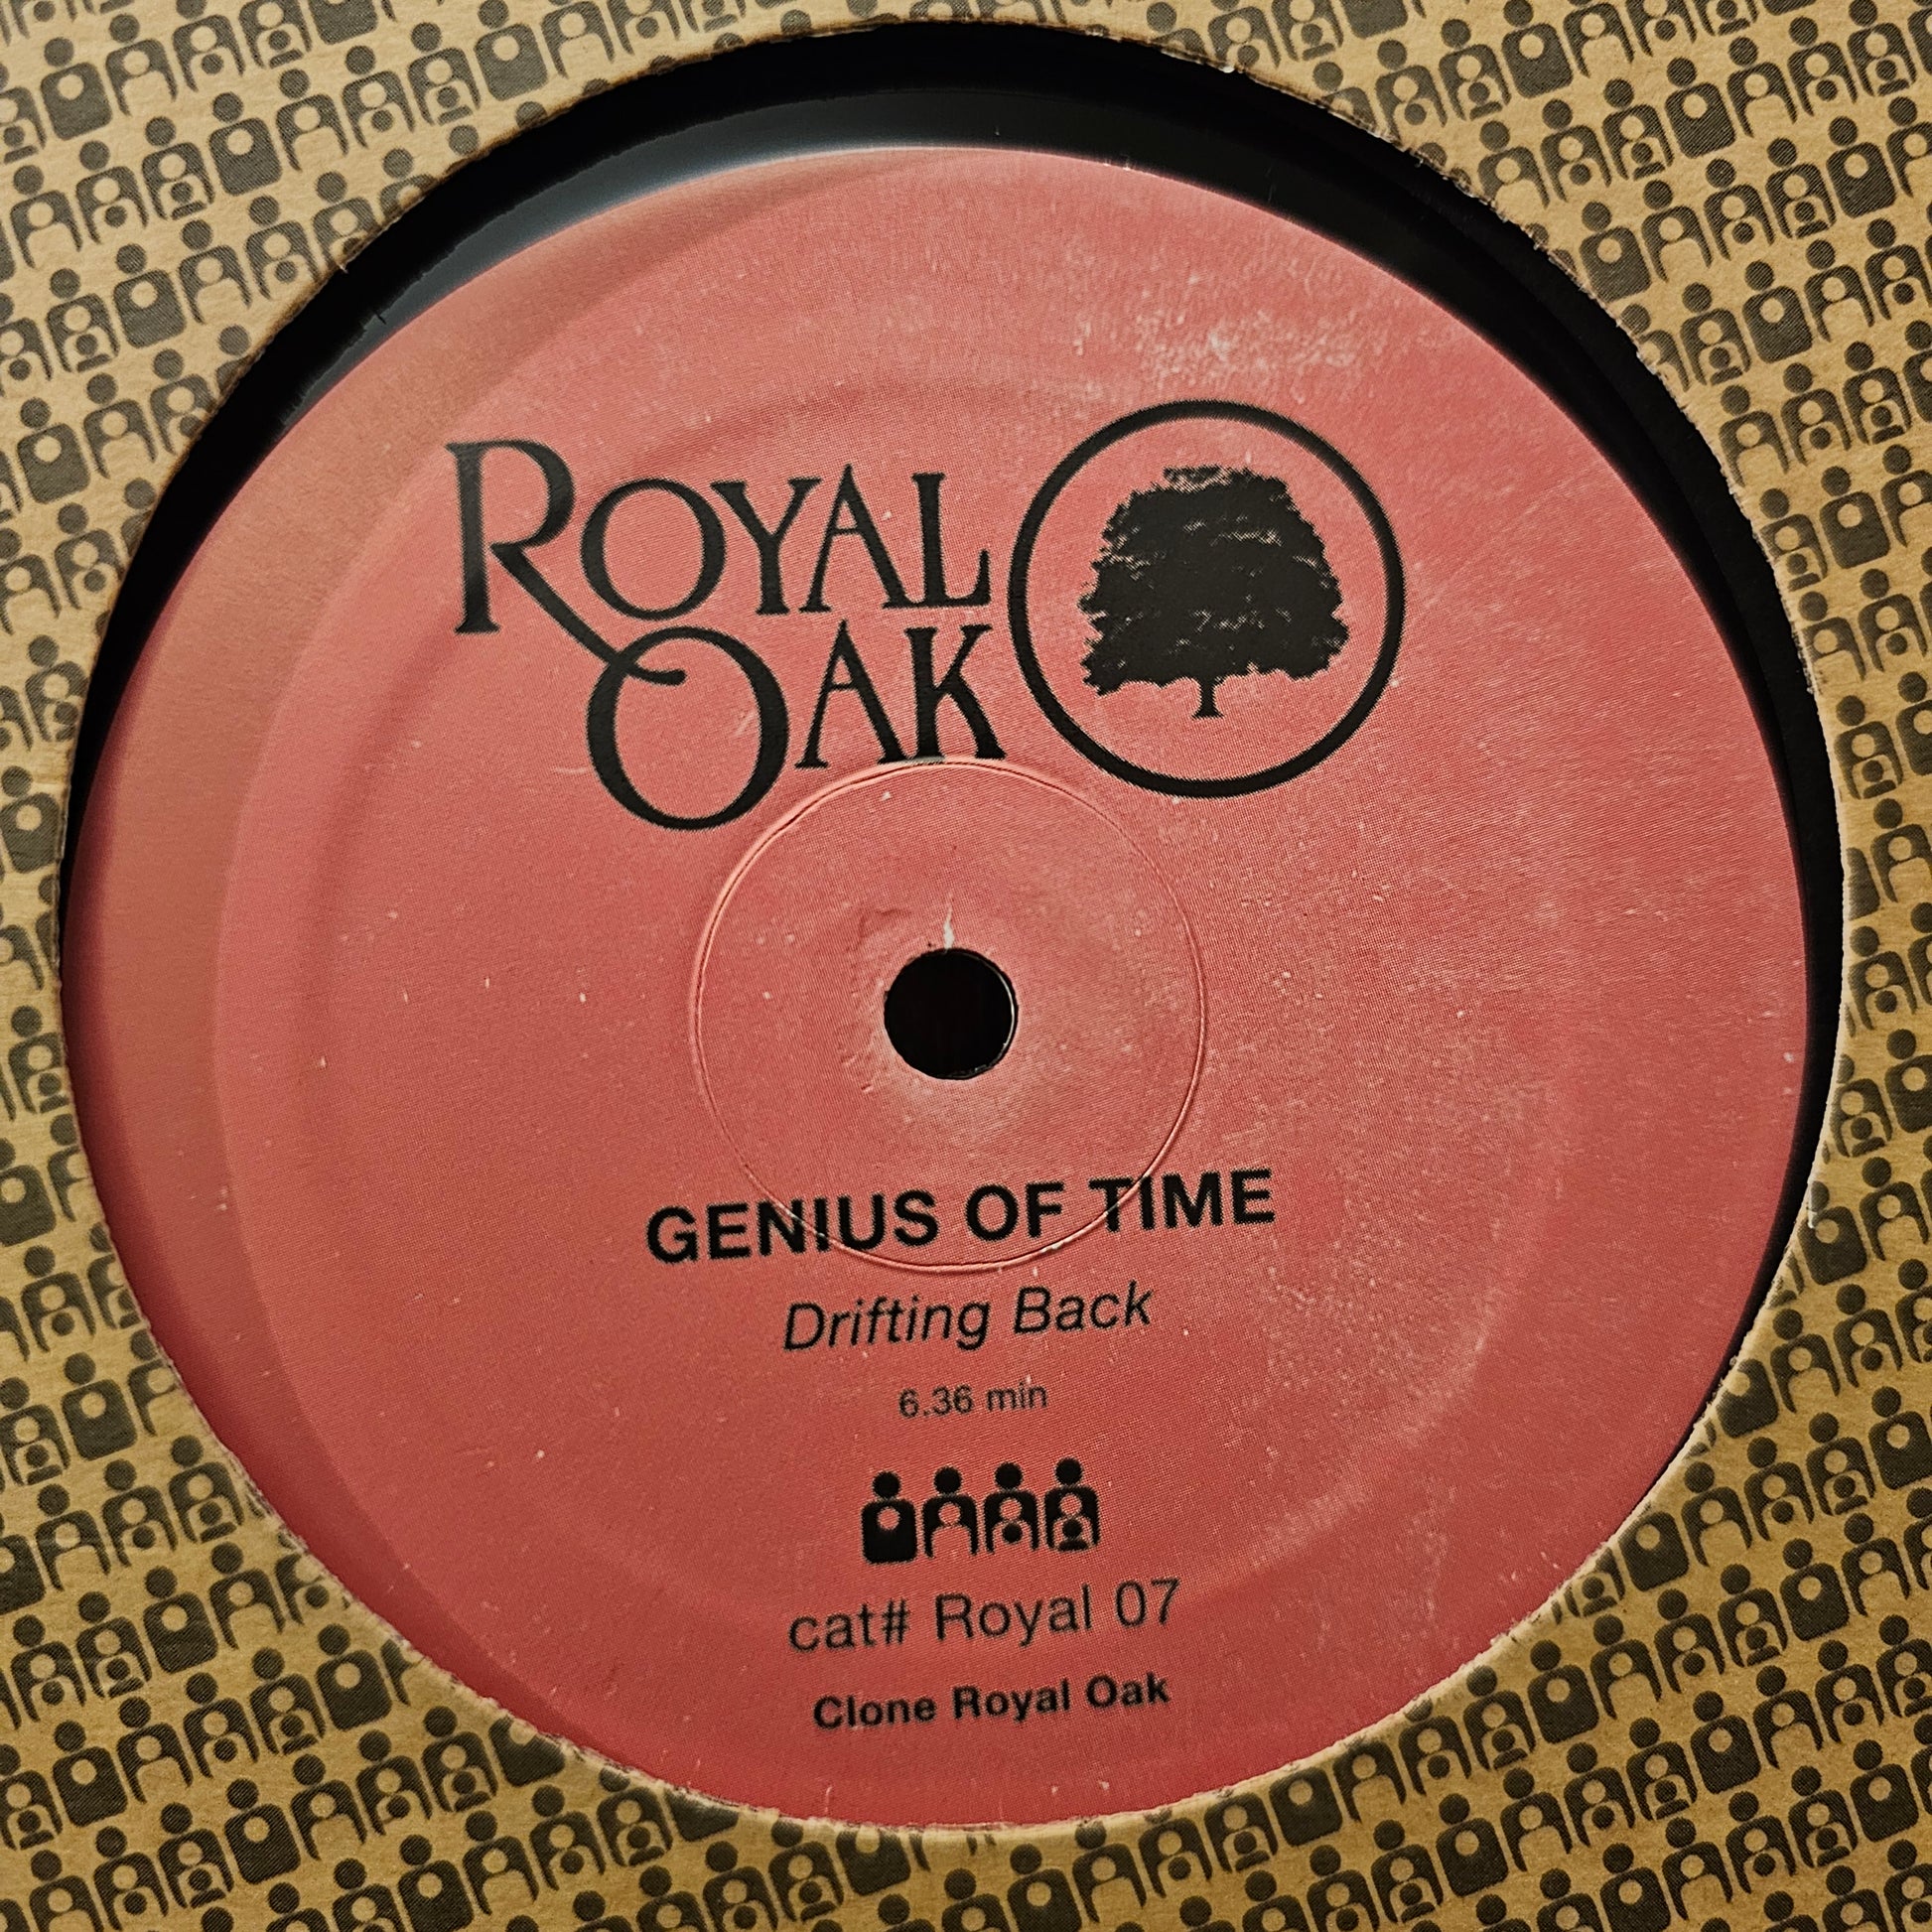 ROYAL
OAK
GENIUS OF TIME
Drifting Back
6.36 min
cat# Royal 07
Clone Royal Oak